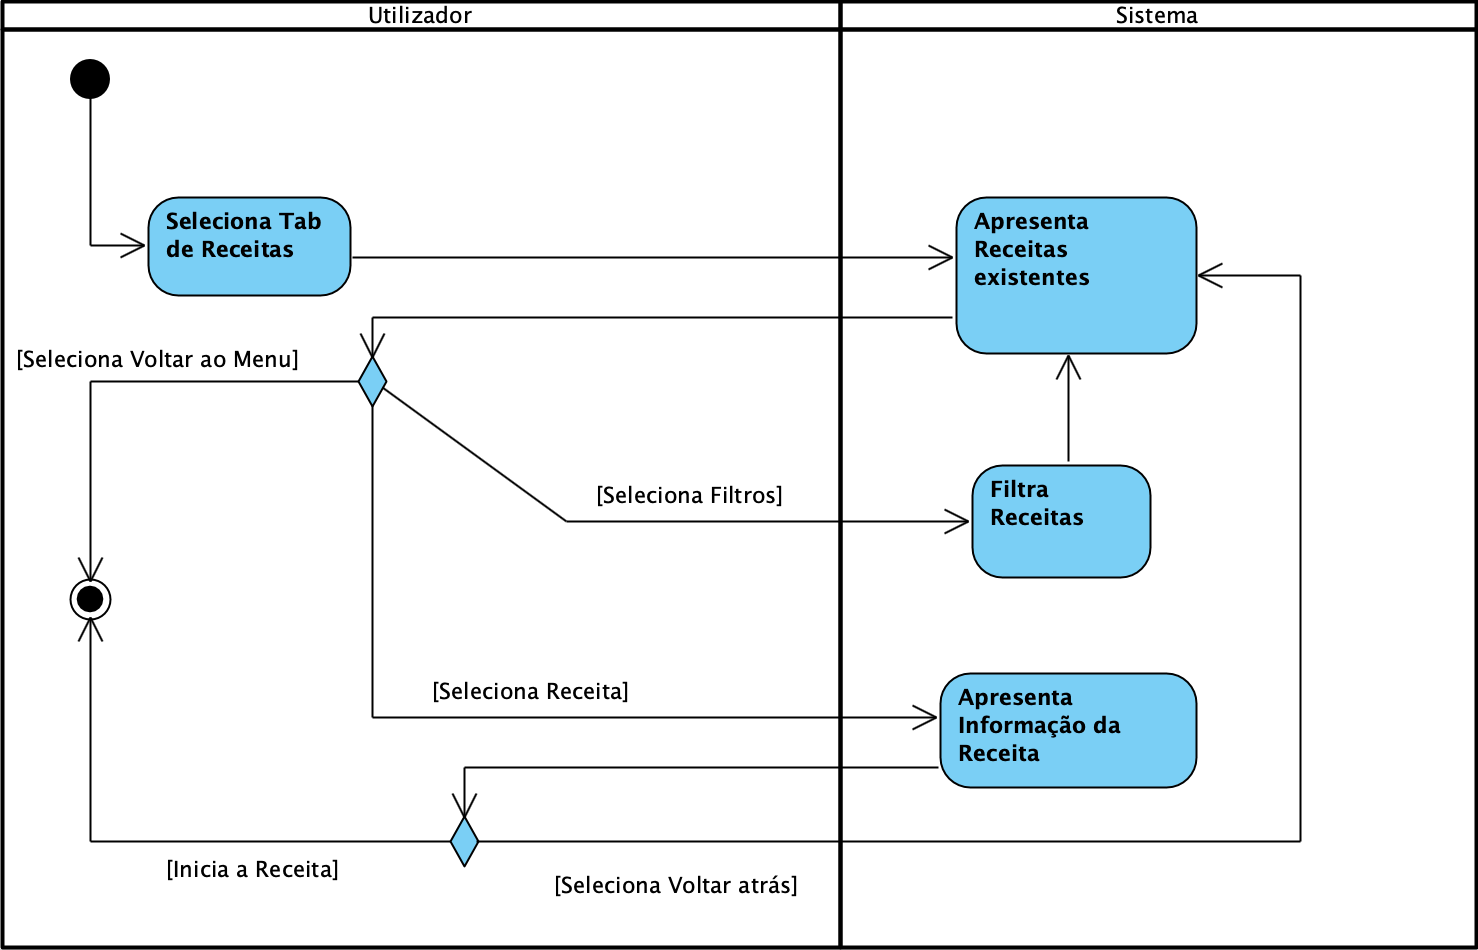 Utilizador
Sistema
Seleciona Tab
de Receitas
Apresenta
Receitas
existentes
[Seleciona Voltar ao Menu]
[Seleciona Filtros]
Filtra
Receitas
[Seleciona Receita]
Apresenta
Informação da
Receita
[Inicia a Receita]
[Seleciona Voltar atrás]